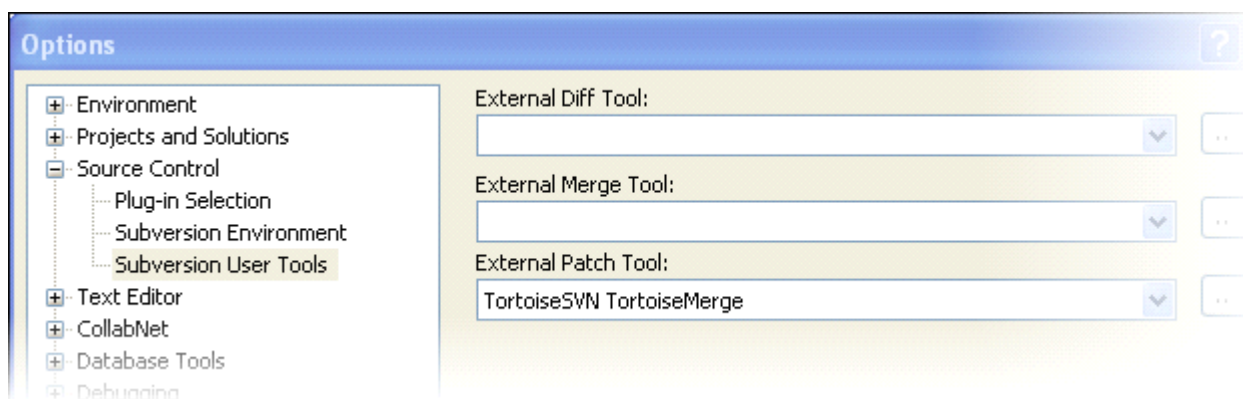 Options
?
Environment
Projects and Solutions
Source Control
Plug-in Selection
Subversion Environment
Subversion User Tools
Text Editor
CollabNet
Database Tools
Debugging
External Diff Tool:
..
External Merge Tool:
..
External Patch Tool:
TortoiseSVN TortoiseMerge
..